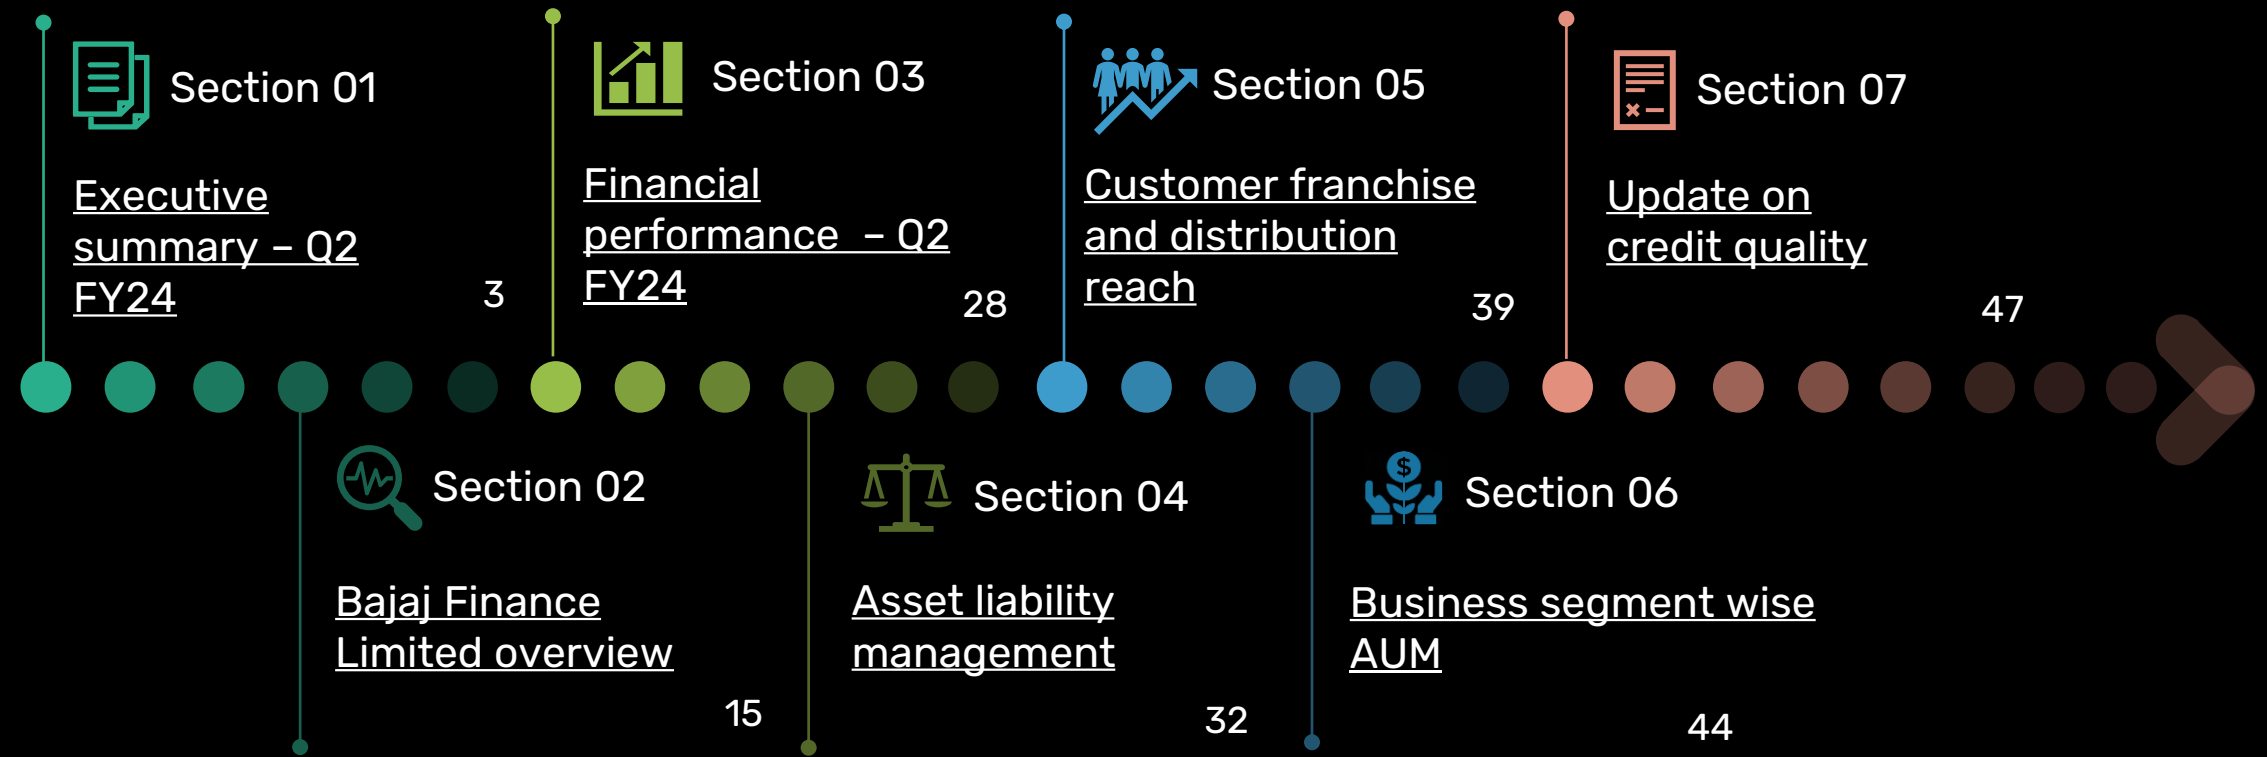 Section 01
Executive
summary – Q2
FY24
3
Section 02
Bajaj Finance
Limited overview
15
Section 03
Financial
performance – Q2
FY24
28
Section 04
Asset liability
management
32
Section 05
Customer franchise
and distribution
reach
39
Section 06
$
Business segment wise
AUM
44
Section 07
Update on
credit quality
47